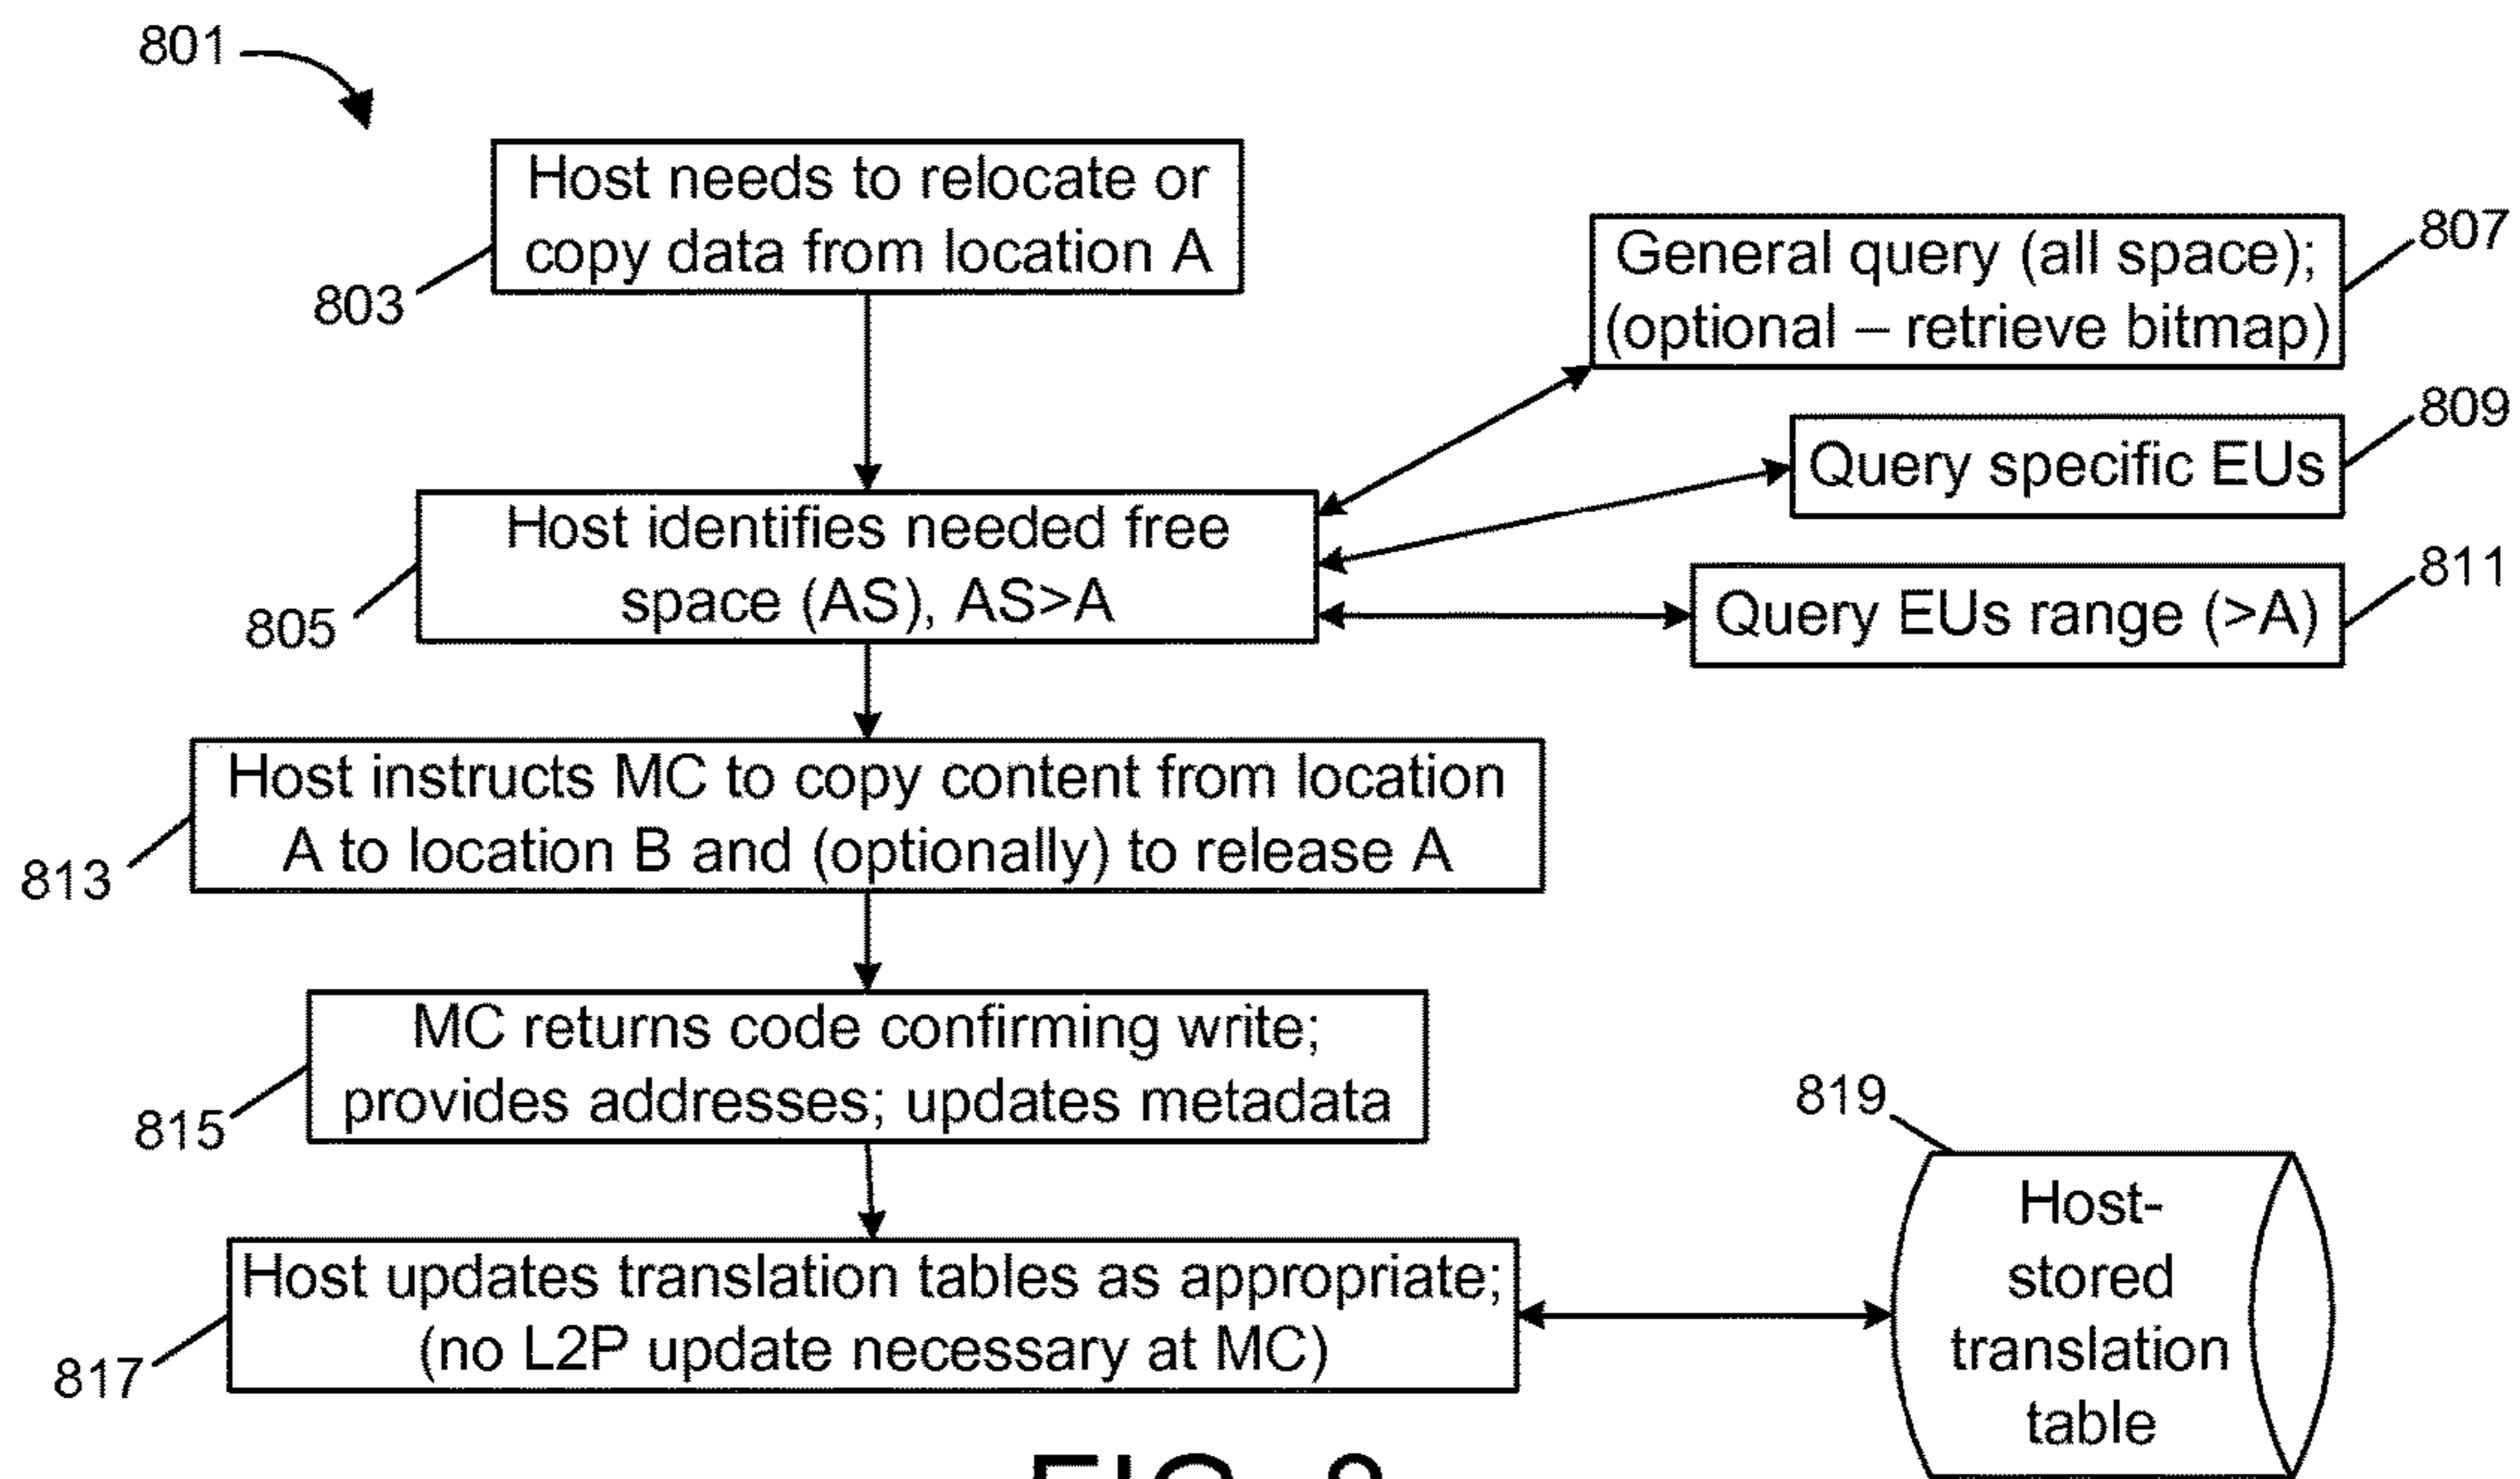 801
Host needs to relocate or
copy data from location A
803
General query (all space);
(optional – retrieve bitmap)
807
Query specific EUs
809
Host identifies needed free
space (AS), AS>A
805
Query EUs range (>A)
811
Host instructs MC to copy content from location
A to location B and (optionally) to release A
813
MC returns code confirming write;
provides addresses; updates metadata
815
819
Host updates translation tables as appropriate;
(no L2P update necessary at MC)
817
Host-
stored
translation
table
FIG. 8